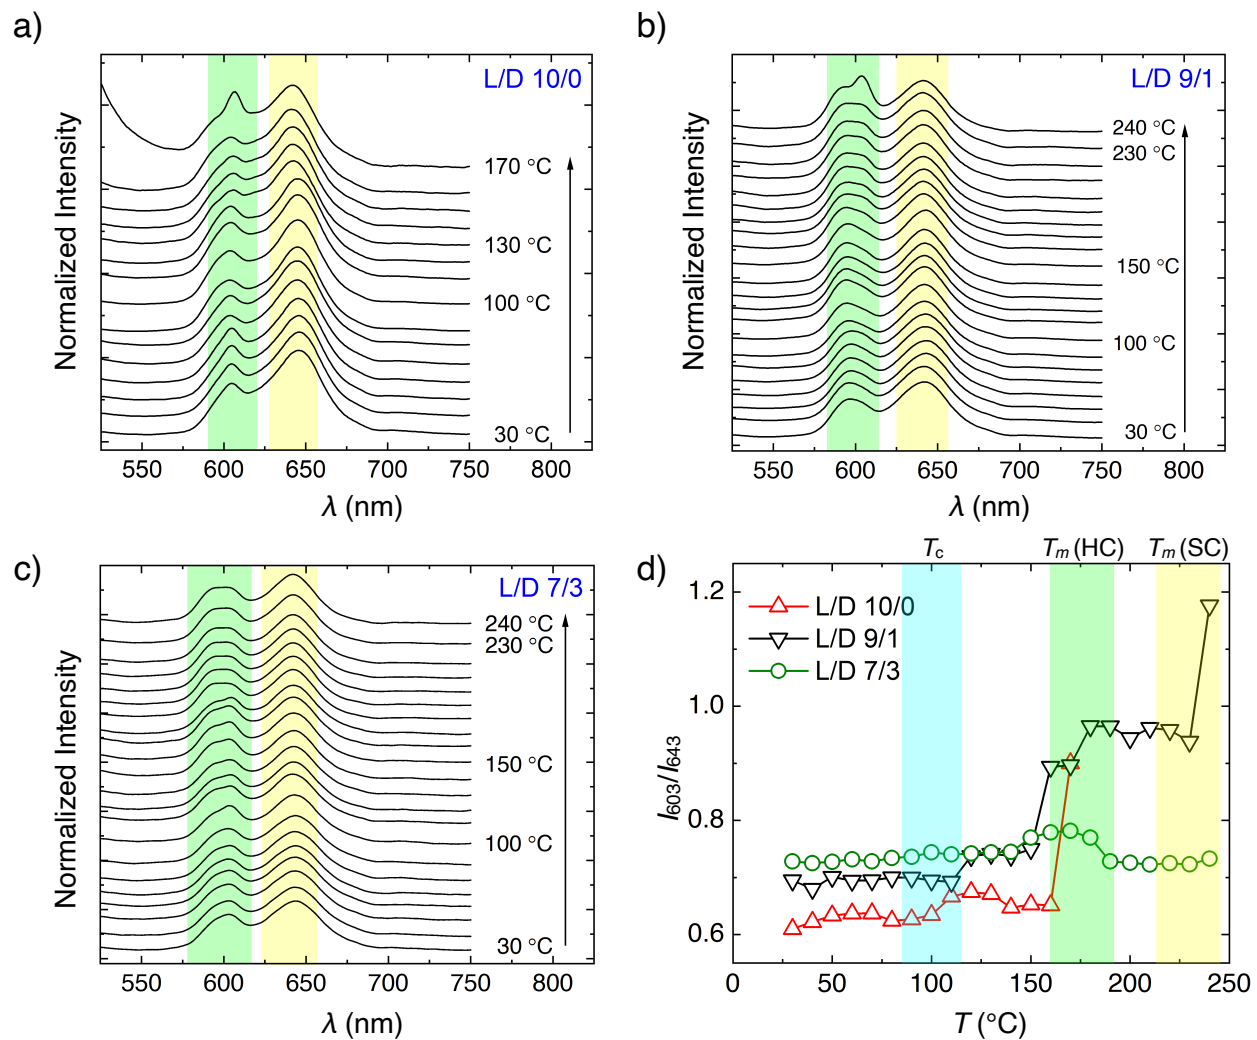 a)
L/D 10/0
Normalized Intensity
170 °C
130 °C
100 °C
30 °C
550 600 650 700 750 800
λ (nm)
b)
L/D 9/1
Normalized Intensity
240 °C
230 °C
150 °C
100 °C
30 °C
550 600 650 700 750 800
λ (nm)
c)
L/D 7/3
Normalized Intensity
240 °C
230 °C
150 °C
100 °C
30 °C
550 600 650 700 750 800
λ (nm)
d)
Tc Tm (HC) Tm (SC)
L/D 10/0
L/D 9/1
L/D 7/3
I603/I643
1.2
1.0
0.8
0.6
0 50 100 150 200 250
T (°C)